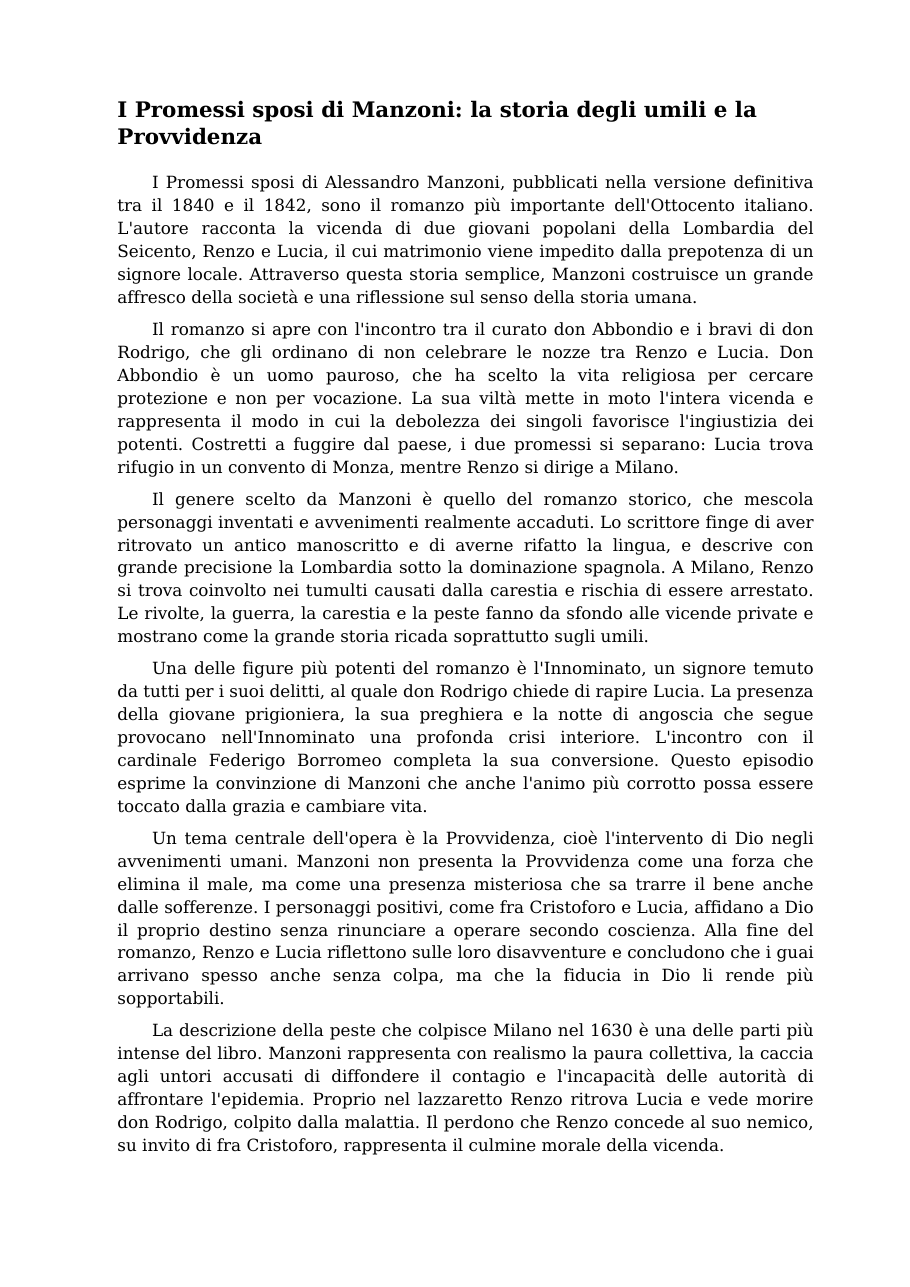 I Promessi sposi di Manzoni: la storia degli umili e la
Provvidenza
I Promessi sposi di Alessandro Manzoni, pubblicati nella versione definitiva
tra il 1840 e il 1842, sono il romanzo più importante dell'Ottocento italiano.
L'autore racconta la vicenda di due giovani popolani della Lombardia del
Seicento, Renzo e Lucia, il cui matrimonio viene impedito dalla prepotenza di un
signore locale. Attraverso questa storia semplice, Manzoni costruisce un grande
affresco della società e una riflessione sul senso della storia umana.
Il romanzo si apre con l'incontro tra il curato don Abbondio e i bravi di don
Rodrigo, che gli ordinano di non celebrare le nozze tra Renzo e Lucia. Don
Abbondio è un uomo pauroso, che ha scelto la vita religiosa per cercare
protezione e non per vocazione. La sua viltà mette in moto l'intera vicenda e
rappresenta il modo in cui la debolezza dei singoli favorisce l'ingiustizia dei
potenti. Costretti a fuggire dal paese, i due promessi si separano: Lucia trova
rifugio in un convento di Monza, mentre Renzo si dirige a Milano.
Il genere scelto da Manzoni è quello del romanzo storico, che mescola
personaggi inventati e avvenimenti realmente accaduti. Lo scrittore finge di aver
ritrovato un antico manoscritto e di averne rifatto la lingua, e descrive con
grande precisione la Lombardia sotto la dominazione spagnola. A Milano, Renzo
si trova coinvolto nei tumulti causati dalla carestia e rischia di essere arrestato.
Le rivolte, la guerra, la carestia e la peste fanno da sfondo alle vicende private e
mostrano come la grande storia ricada soprattutto sugli umili.
Una delle figure più potenti del romanzo è l'Innominato, un signore temuto
da tutti per i suoi delitti, al quale don Rodrigo chiede di rapire Lucia. La presenza
della giovane prigioniera, la sua preghiera e la notte di angoscia che segue
provocano nell'Innominato una profonda crisi interiore. L'incontro con il
cardinale Federigo Borromeo completa la sua conversione. Questo episodio
esprime la convinzione di Manzoni che anche l'animo più corrotto possa essere
toccato dalla grazia e cambiare vita.
Un tema centrale dell'opera è la Provvidenza, cioè l'intervento di Dio negli
avvenimenti umani. Manzoni non presenta la Provvidenza come una forza che
elimina il male, ma come una presenza misteriosa che sa trarre il bene anche
dalle sofferenze. I personaggi positivi, come fra Cristoforo e Lucia, affidano a Dio
il proprio destino senza rinunciare a operare secondo coscienza. Alla fine del
romanzo, Renzo e Lucia riflettono sulle loro disavventure e concludono che i guai
arrivano spesso anche senza colpa, ma che la fiducia in Dio li rende più
sopportabili.
La descrizione della peste che colpisce Milano nel 1630 è una delle parti più
intense del libro. Manzoni rappresenta con realismo la paura collettiva, la caccia
agli untori accusati di diffondere il contagio e l'incapacità delle autorità di
affrontare l'epidemia. Proprio nel lazzaretto Renzo ritrova Lucia e vede morire
don Rodrigo, colpito dalla malattia. Il perdono che Renzo concede al suo nemico,
su invito di fra Cristoforo, rappresenta il culmine morale della vicenda.